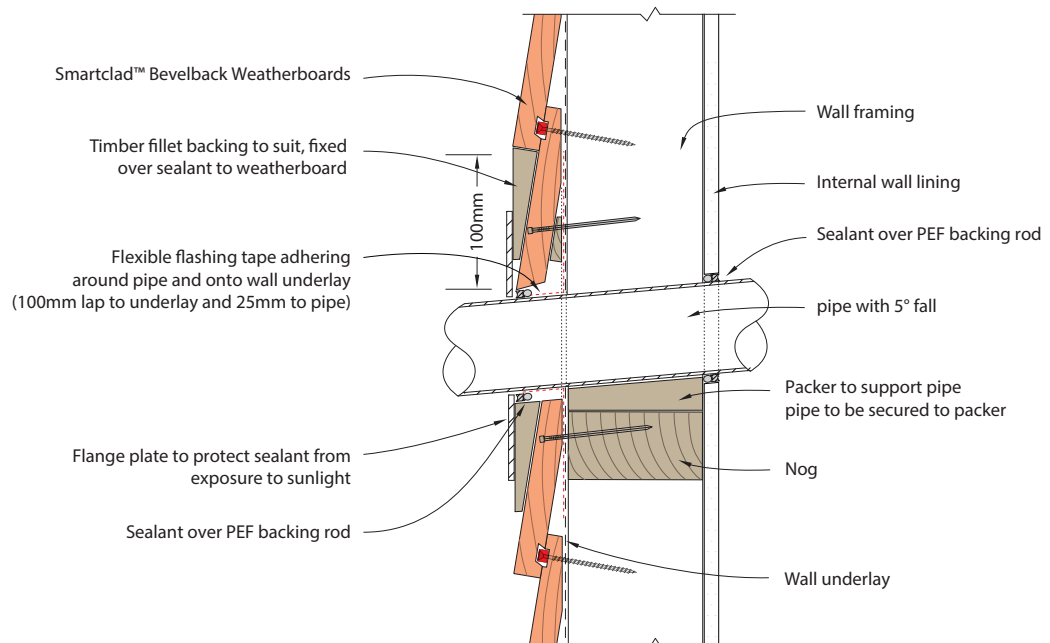 Smartclad™ Bevelback Weatherboards
Timber fillet backing to suit, fixed
over sealant to weatherboard
100mm
Flexible flashing tape adhering
around pipe and onto wall underlay
(100mm lap to underlay and 25mm to pipe)
Flange plate to protect sealant from
exposure to sunlight
Sealant over PEF backing rod
Wall framing
Internal wall lining
Sealant over PEF backing rod
pipe with 5° fall
Packer to support pipe
pipe to be secured to packer
Nog
Wall underlay